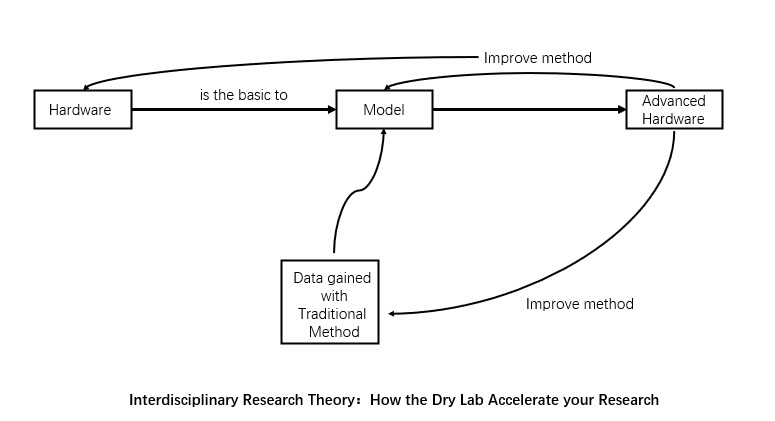 Improve method
is the basic to
Hardware
Model
Advanced
Hardware
Data gained
with
Traditional
Method
Improve method
Interdisciplinary Research Theory：How the Dry Lab Accelerate your Research